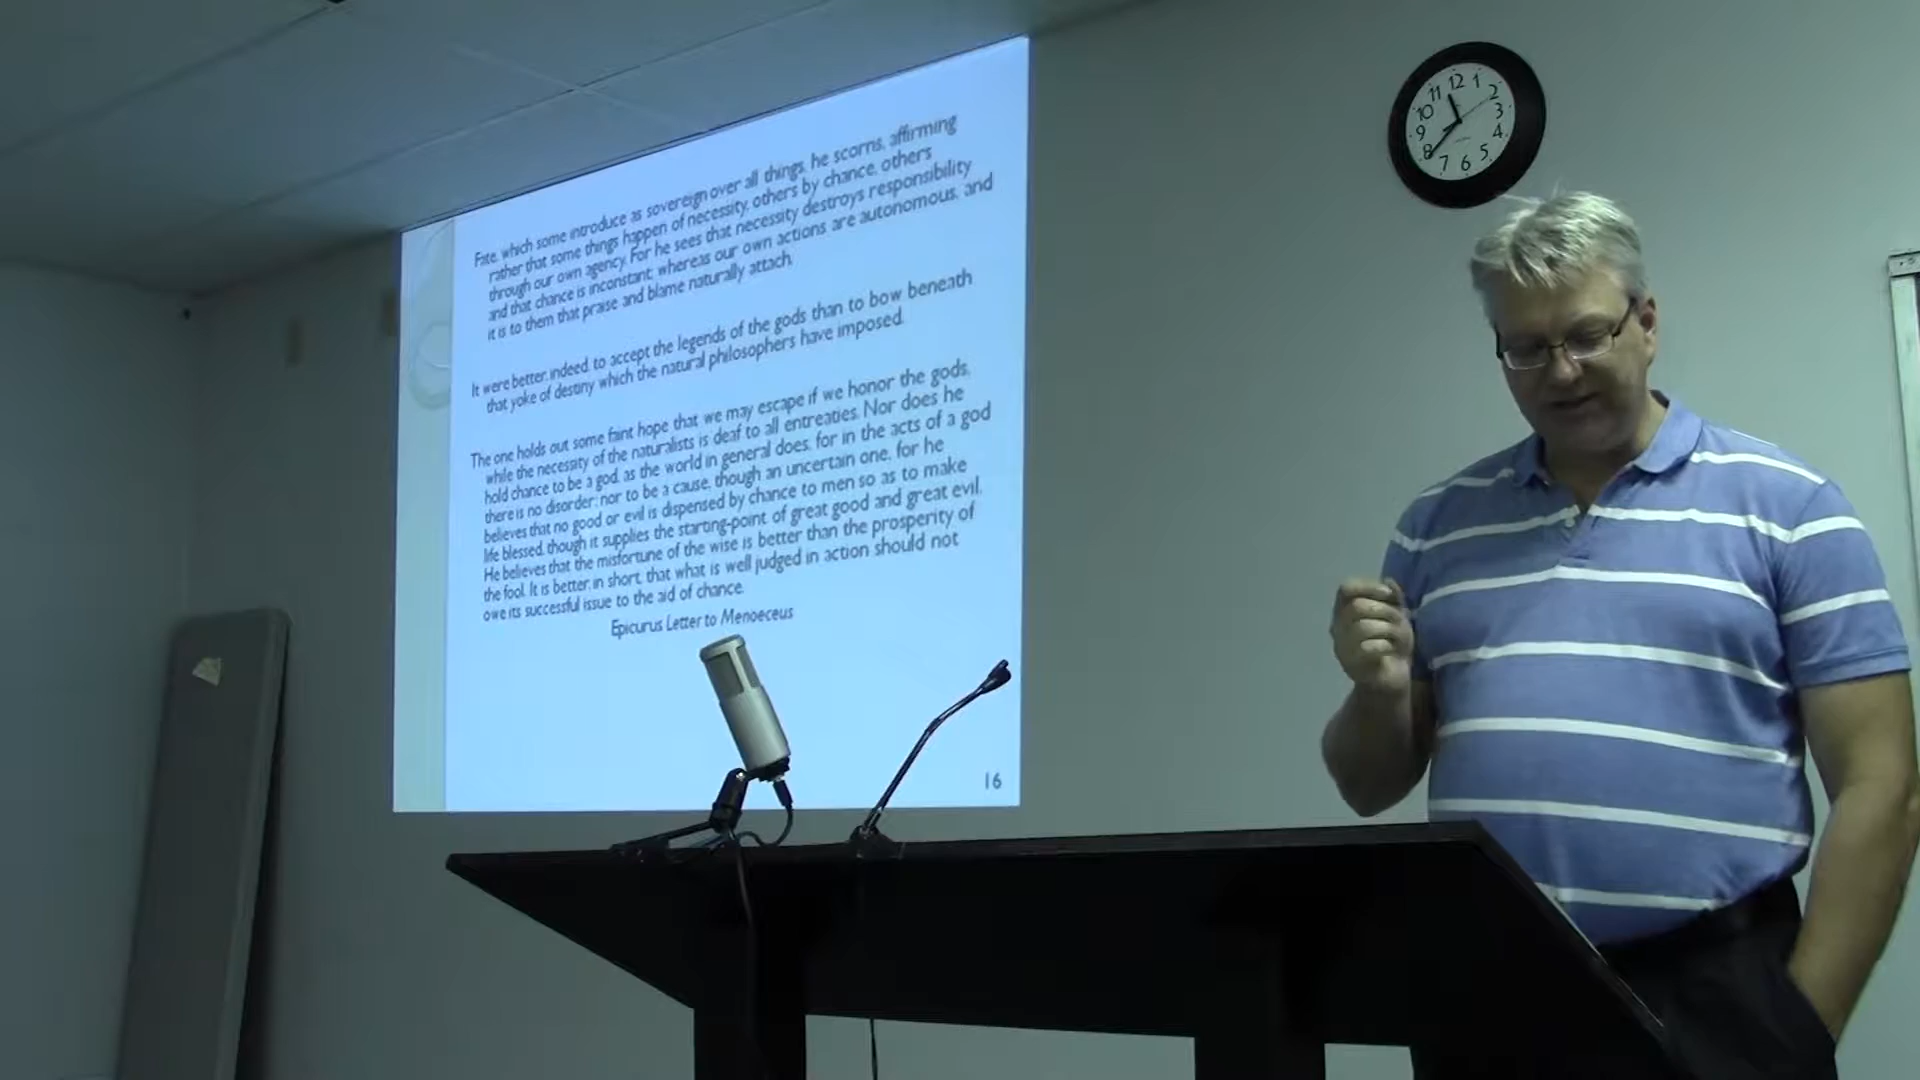 Fate, which some introduce as sovereign over all things, he scorns, affirming
rather that some things happen of necessity, others by chance, others
through our own agency. For he sees that necessity destroys responsibility
and that chance is inconstant; whereas our own actions are autonomous, and
it is to them that praise and blame naturally attach.
It were better, indeed, to accept the legends of the gods than to bow beneath
that yoke of destiny which the natural philosophers have imposed.
The one holds out some faint hope that we may escape if we honor the gods,
while the necessity of the naturalists is deaf to all entreaties. Nor does he
hold chance to be a god, as the world in general does, for in the acts of a god
there is no disorder; nor to be a cause, though an uncertain one, for he
believes that no good or evil is dispensed by chance to men so as to make
life blessed, though it supplies the starting-point of great good and great evil.
He believes that the misfortune of the wise is better than the prosperity of
the fool. It is better, in short, that what is well judged in action should not
owe its successful issue to the aid of chance.
Epicurus Letter to Menoeceus
16
12
1
2
3
4
5
6
7
8
9
10
11